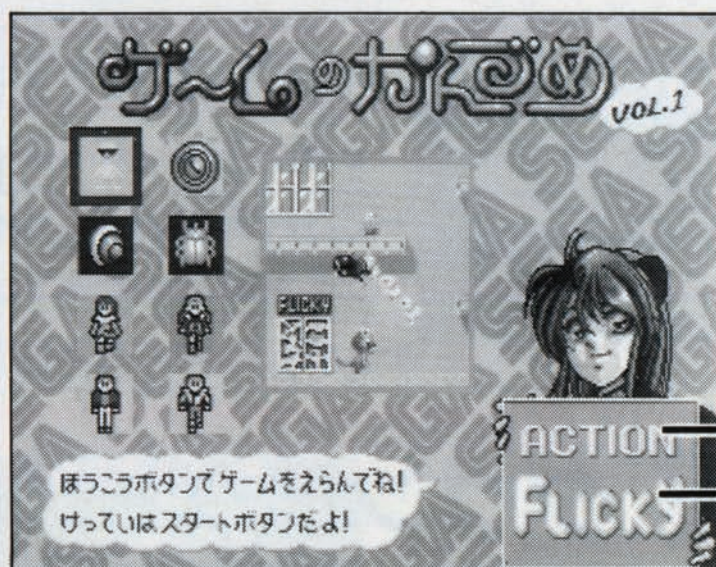 ゲームのかんづめ
VOL.1
FLICKY
ACTION
FLICKY
ほうこうボタンでゲームをえらんでね!
けっていはスタートボタンだよ!